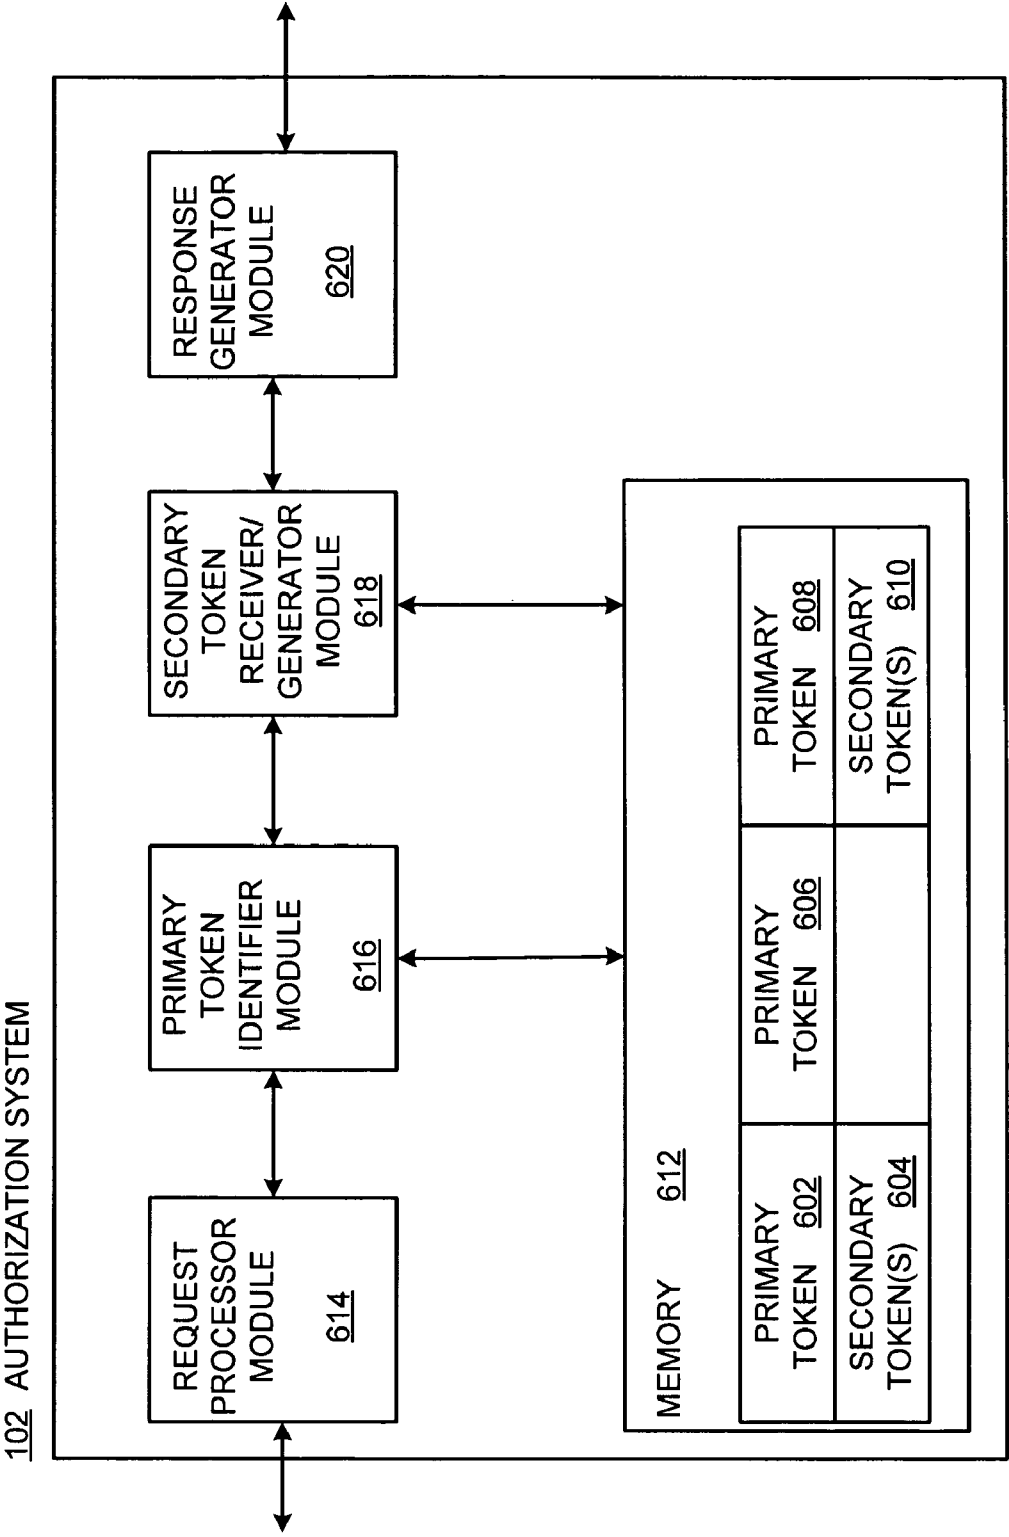 102 AUTHORIZATION SYSTEM
REQUEST
PROCESSOR
MODULE
614
PRIMARY
TOKEN
IDENTIFIER
MODULE
616
SECONDARY
TOKEN
RECEIVER/
GENERATOR
MODULE
618
RESPONSE
GENERATOR
MODULE
620
MEMORY 612
PRIMARY
TOKEN 602
SECONDARY
TOKEN(S) 604
PRIMARY
TOKEN 606
PRIMARY
TOKEN 608
SECONDARY
TOKEN(S) 610